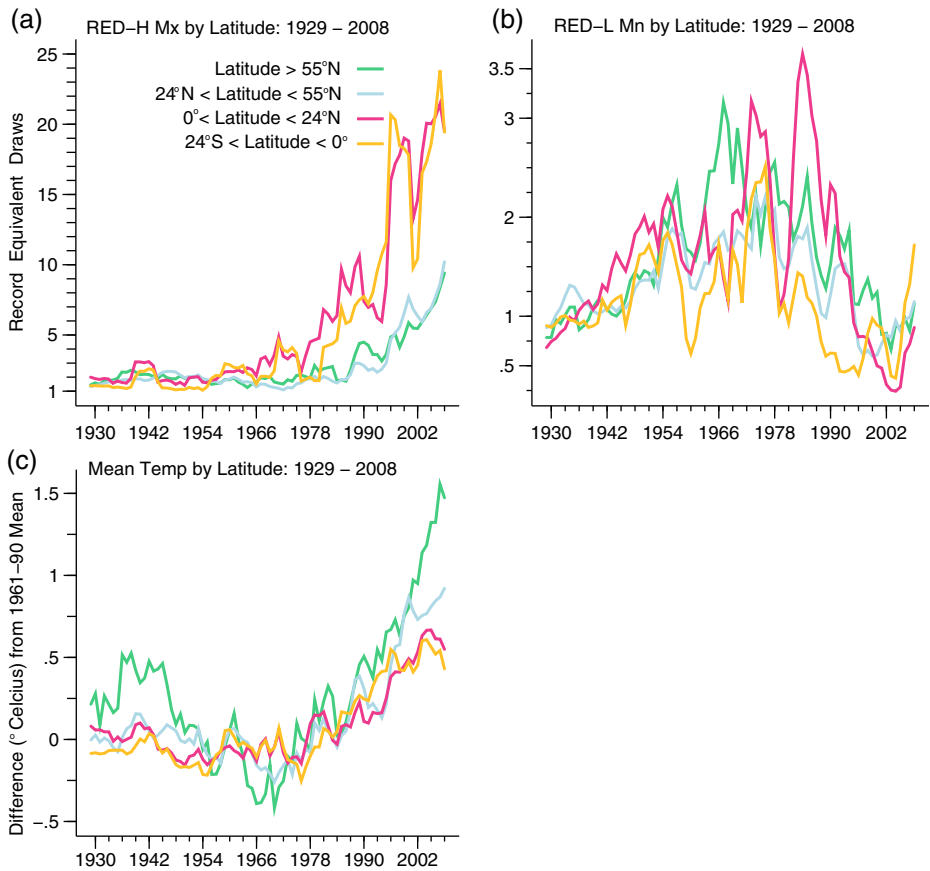 (a)
RED–H Mx by Latitude: 1929 – 2008
Record Equivalent Draws
25
20
15
10
5
1
Latitude > 55°N
24°N < Latitude < 55°N
0°< Latitude < 24°N
24°S < Latitude < 0°
1930 1942 1954 1966 1978 1990 2002
(b)
RED–L Mn by Latitude: 1929 – 2008
3.5
3
2
1
.5
1930 1942 1954 1966 1978 1990 2002
(c)
Mean Temp by Latitude: 1929 – 2008
Difference (° Celcius) from 1961–90 Mean
1.5
1
.5
0
–.5
1930 1942 1954 1966 1978 1990 2002